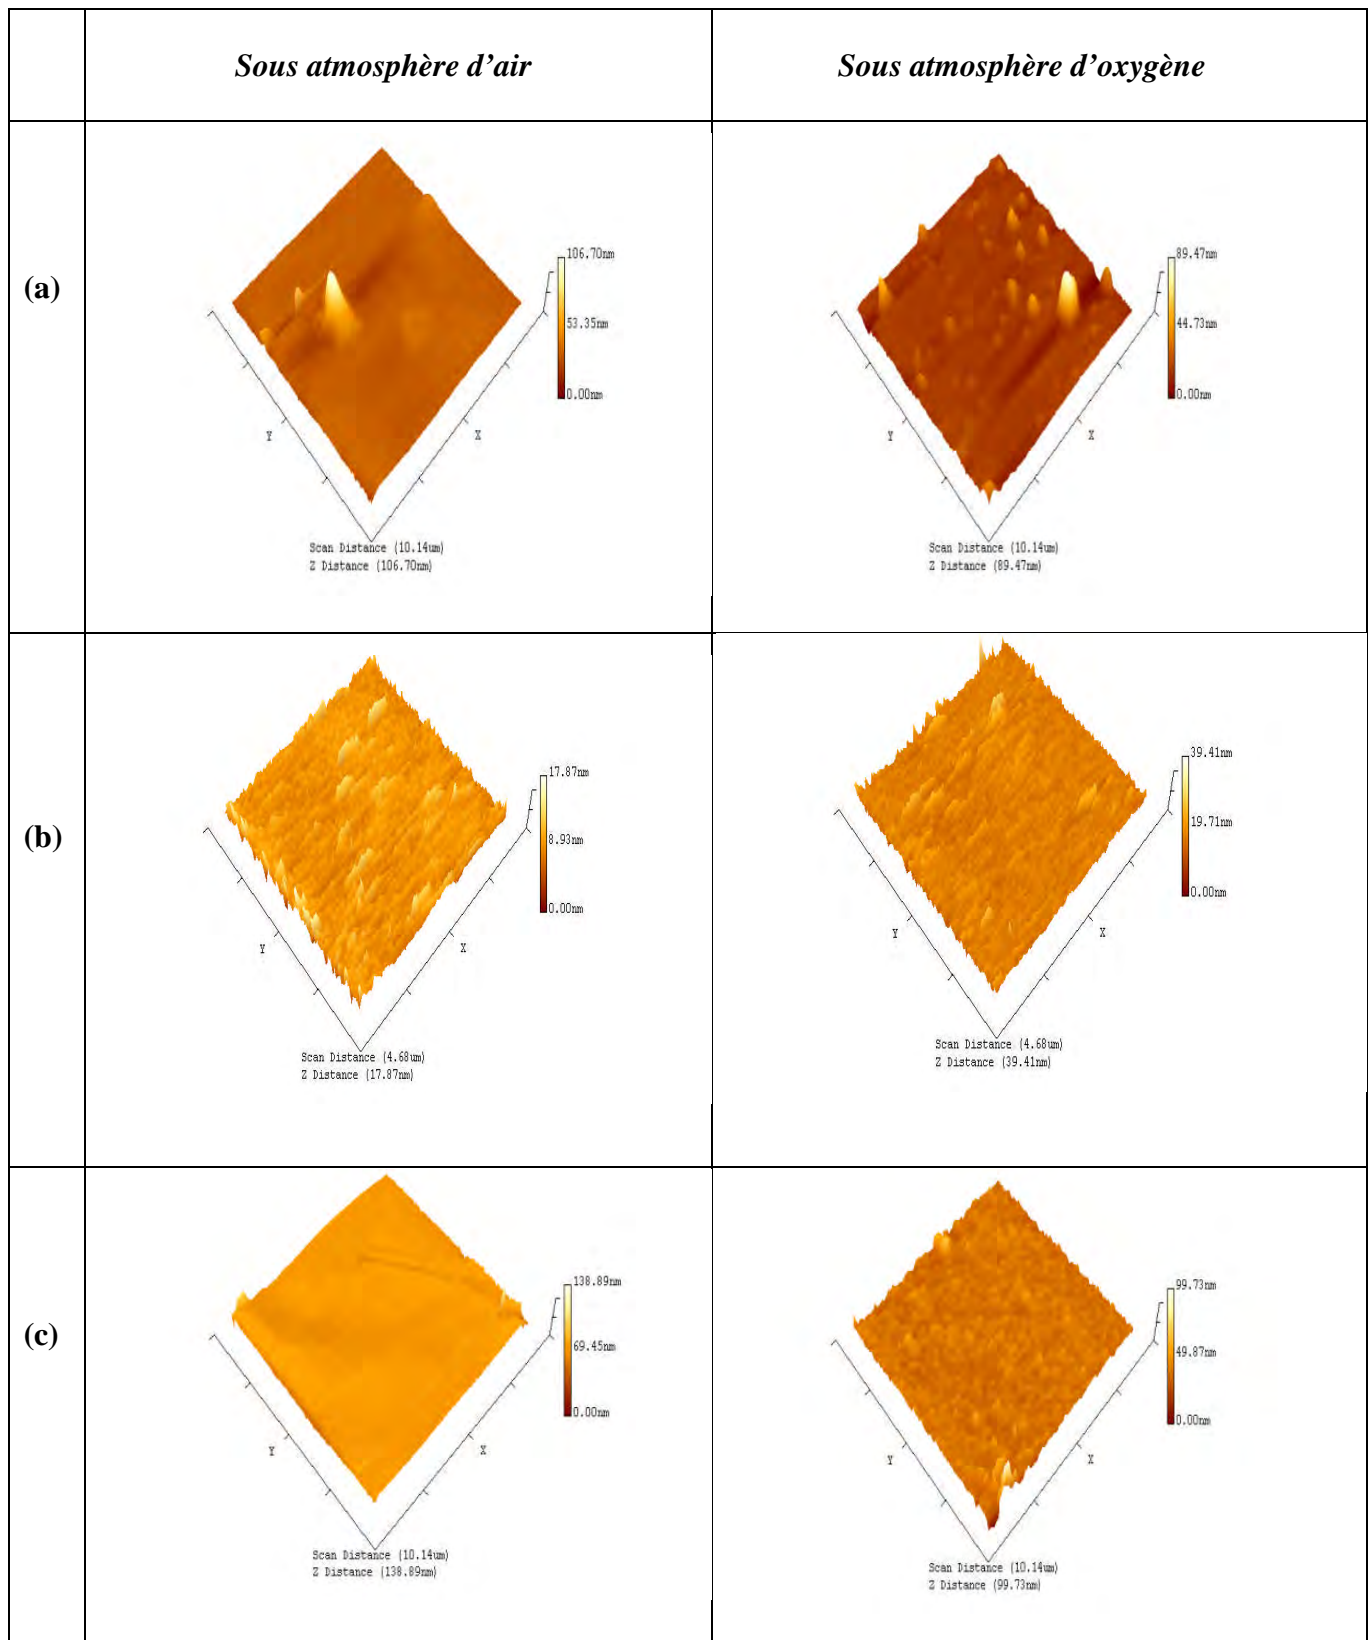 Sous atmosphère d’air
Sous atmosphère d’oxygène
(a)
106.70nm
53.35nm
0.00nm
Y
X
Scan Distance (10.14um)
Z Distance (106.70nm)
89.47nm
44.73nm
0.00nm
Y
X
Scan Distance (10.14um)
Z Distance (89.47nm)
(b)
17.87nm
8.93nm
0.00nm
Y
X
Scan Distance (4.68um)
Z Distance (17.87nm)
39.41nm
19.71nm
0.00nm
Y
X
Scan Distance (4.68um)
Z Distance (39.41nm)
(c)
138.89nm
69.45nm
0.00nm
Y
X
Scan Distance (10.14um)
Z Distance (138.89nm)
99.73nm
49.87nm
0.00nm
Y
X
Scan Distance (10.14um)
Z Distance (99.73nm)